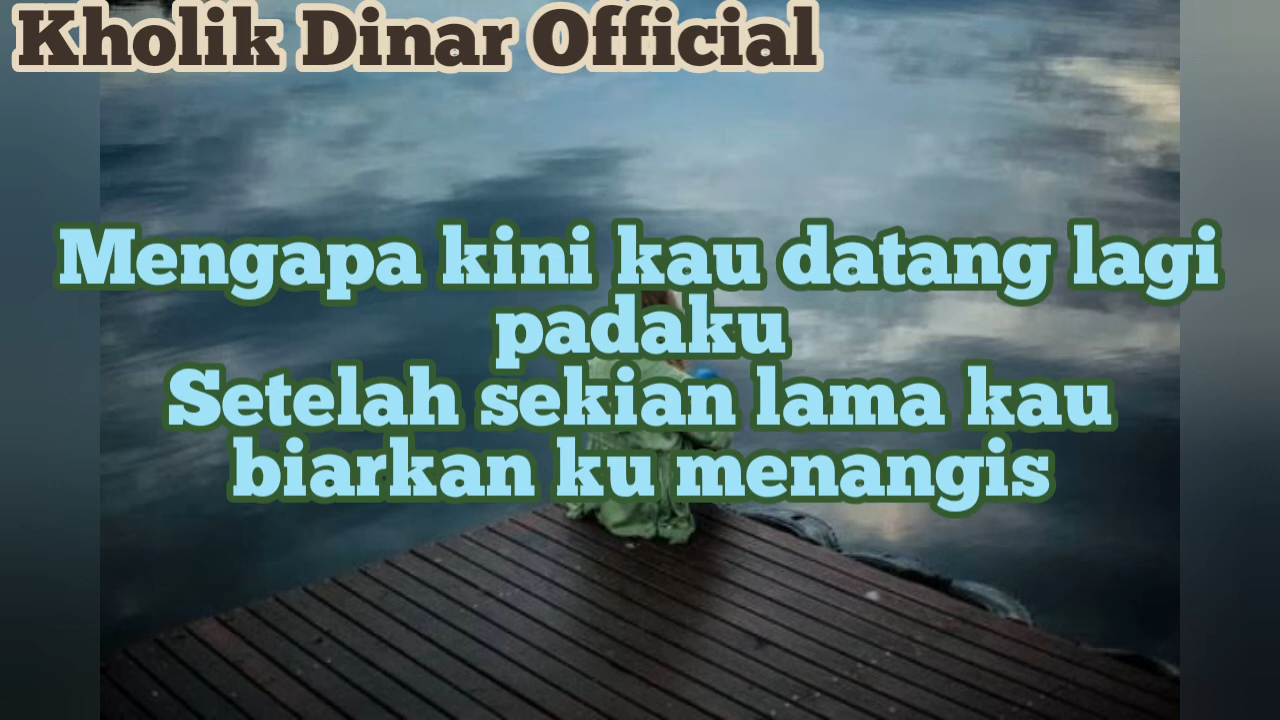 Kholik Dinar Official
Mengapa kini kau datang lagi
padaku
Setelah sekian lama kau
biarkan ku menangis